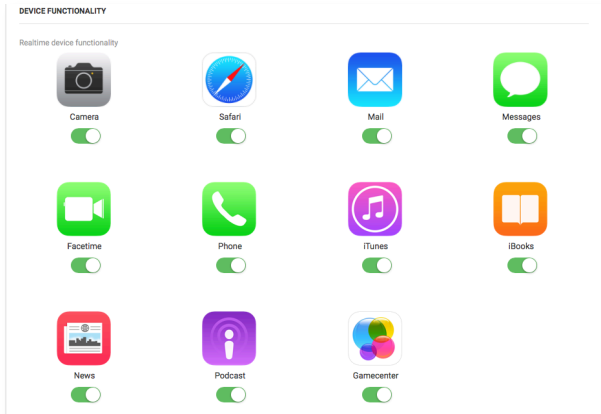 DEVICE FUNCTIONALITY
Realtime device functionality
Camera Safari Mail Messages
Facetime Phone iTunes iBooks
News Podcast Gamecenter